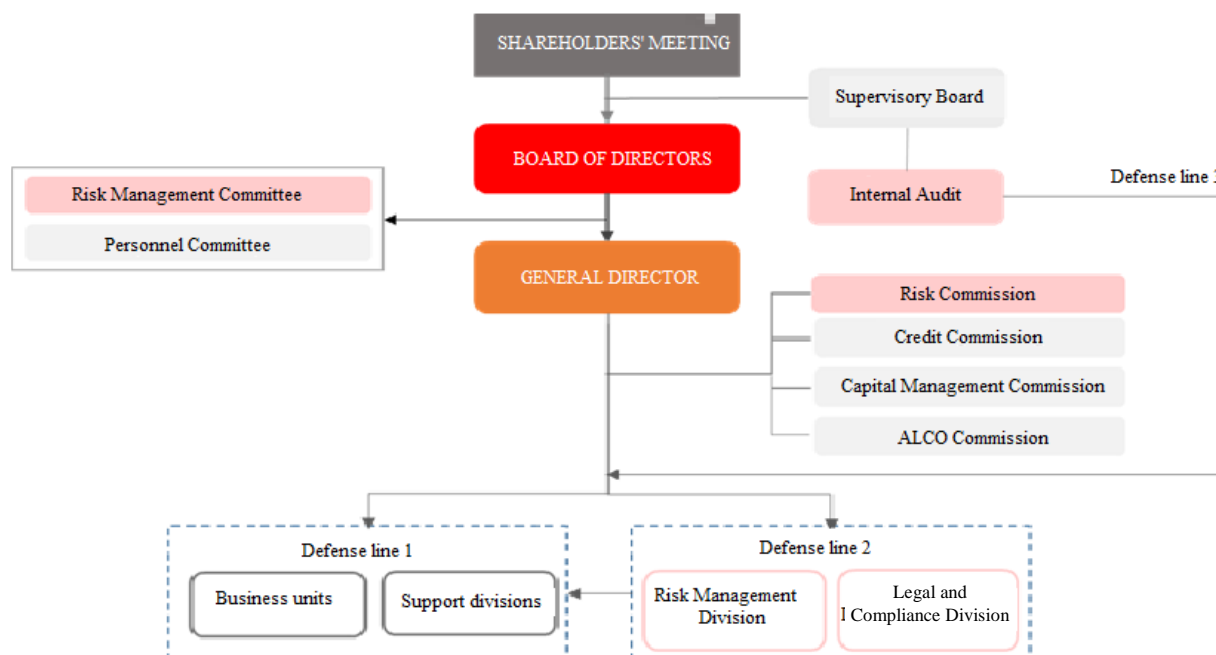 SHAREHOLDERS' MEETING
Supervisory Board
BOARD OF DIRECTORS
Risk Management Committee
Internal Audit
Defense line 3
Personnel Committee
GENERAL DIRECTOR
Risk Commission
Credit Commission
Capital Management Commission
ALCO Commission
Defense line 1
Defense line 2
Business units
Support divisions
Risk Management
Division
Legal and
l Compliance Division